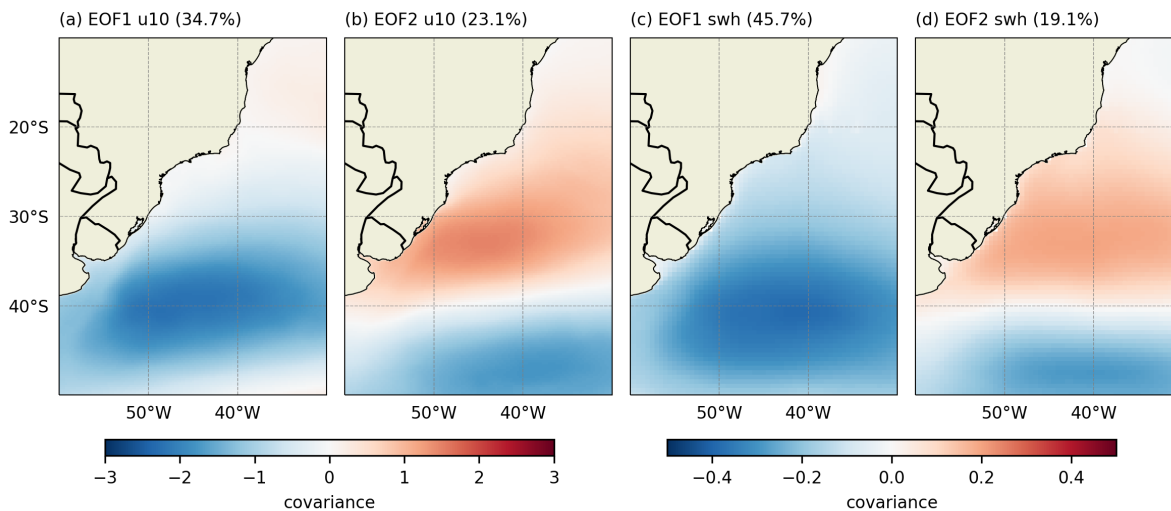 (a) EOF1 u10 (34.7%) (b) EOF2 u10 (23.1%) (c) EOF1 swh (45.7%) (d) EOF2 swh (19.1%)
20°S
30°S
40°S
50°W 40°W 50°W 40°W 50°W 40°W 50°W 40°W
−3 −2 −1 0 1 2 3 −0.4 −0.2 0.0 0.2 0.4
covariance covariance